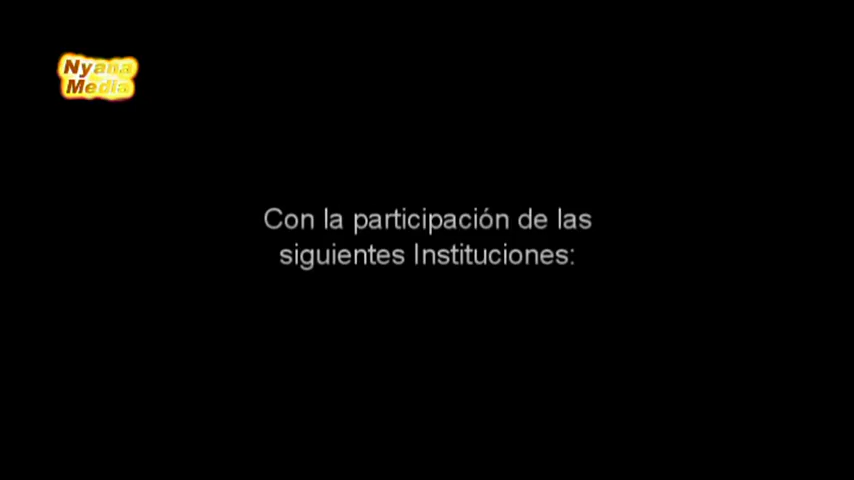 Nyana
Media
Con la participación de las
siguientes Instituciones: